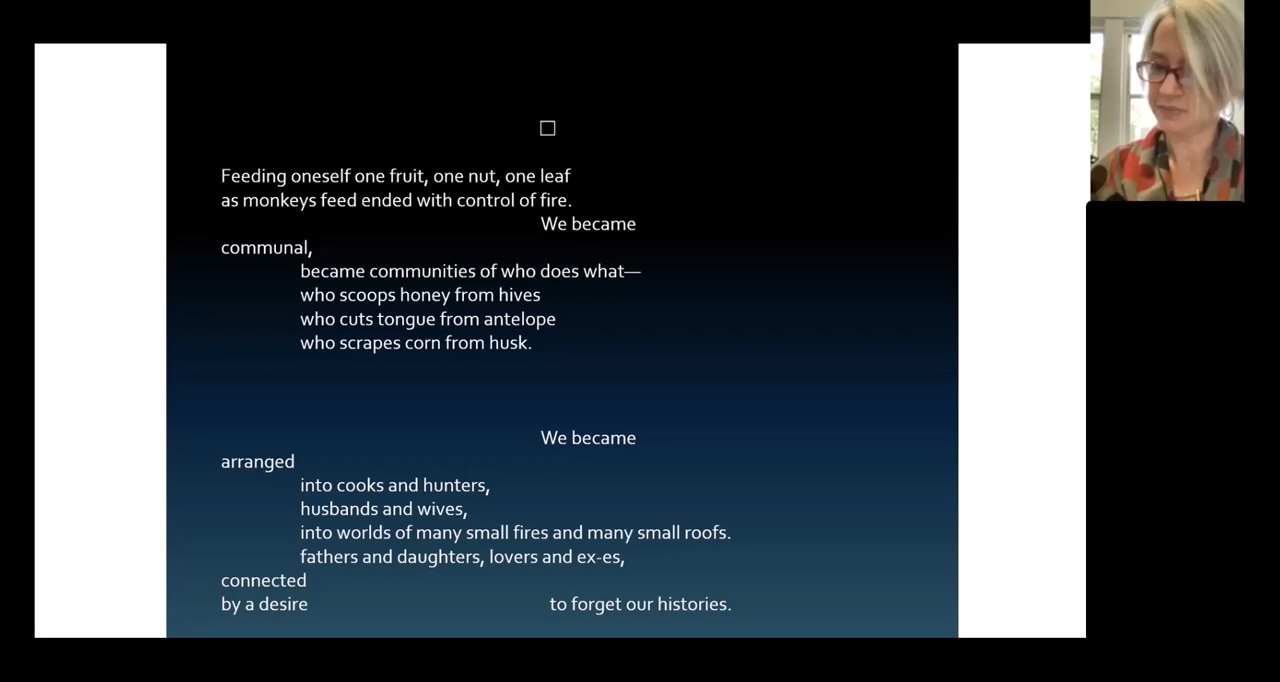 □
Feeding oneself one fruit, one nut, one leaf
as monkeys feed ended with control of fire.
We became
communal,
became communities of who does what—
who scoops honey from hives
who cuts tongue from antelope
who scrapes corn from husk.
We became
arranged
into cooks and hunters,
husbands and wives,
into worlds of many small fires and many small roofs.
fathers and daughters, lovers and ex-es,
connected
by a desire to forget our histories.